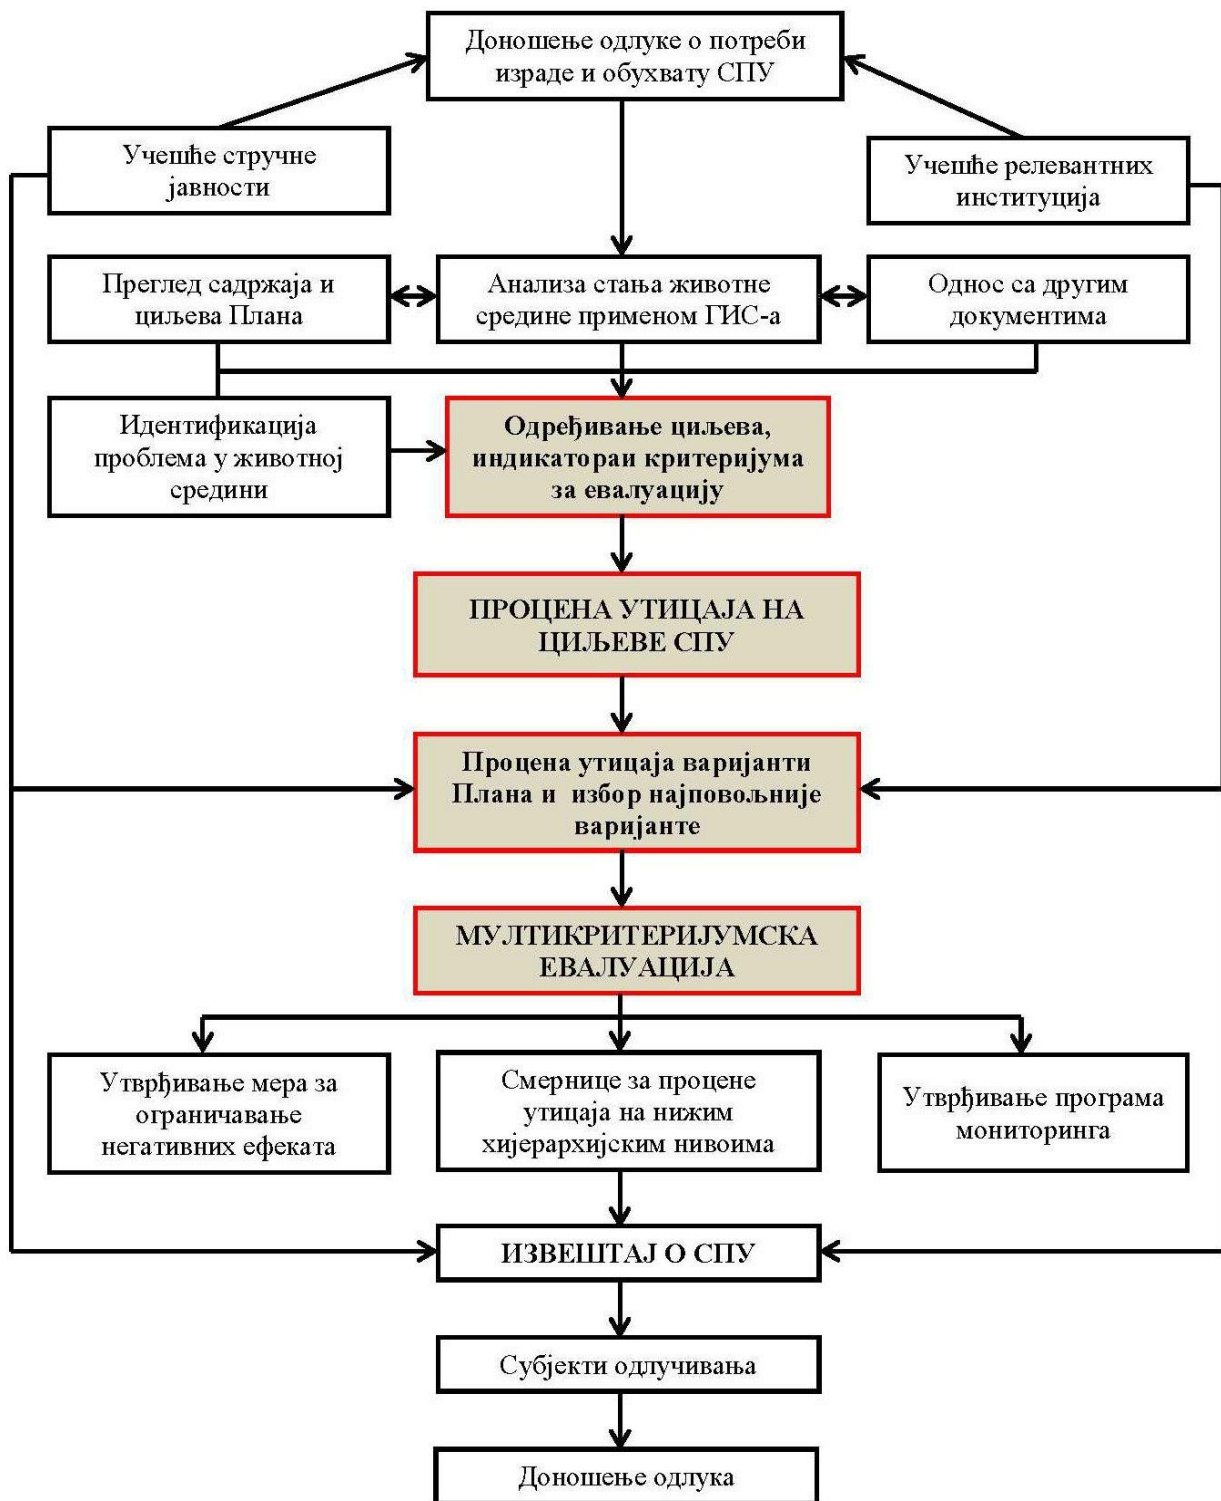 Доношење одлуке о потреби
израде и обухвату СПУ
Учешће стручне
јавности
Учешће релевантних
институција
Преглед садржаја и
циљева Плана
Анализа стања животне
средине применом ГИС-а
Однос са другим
документима
Идентификација
проблема у животној
средини
Одређивање циљева,
индикатораи критеријума
за евалуацију
ПРОЦЕНА УТИЦАЈА НА
ЦИЉЕВЕ СПУ
Процена утицаја варијанти
Плана и избор најповољније
варијанте
МУЛТИКРИТЕРИЈУМСКА
ЕВАЛУАЦИЈА
Утврђивање мера за
ограничавање
негативних ефеката
Смернице за процене
утицаја на нижим
хијерархијским нивоима
Утврђивање програма
мониторинга
ИЗВЕШТАЈ О СПУ
Субјекти одлучивања
Доношење одлука